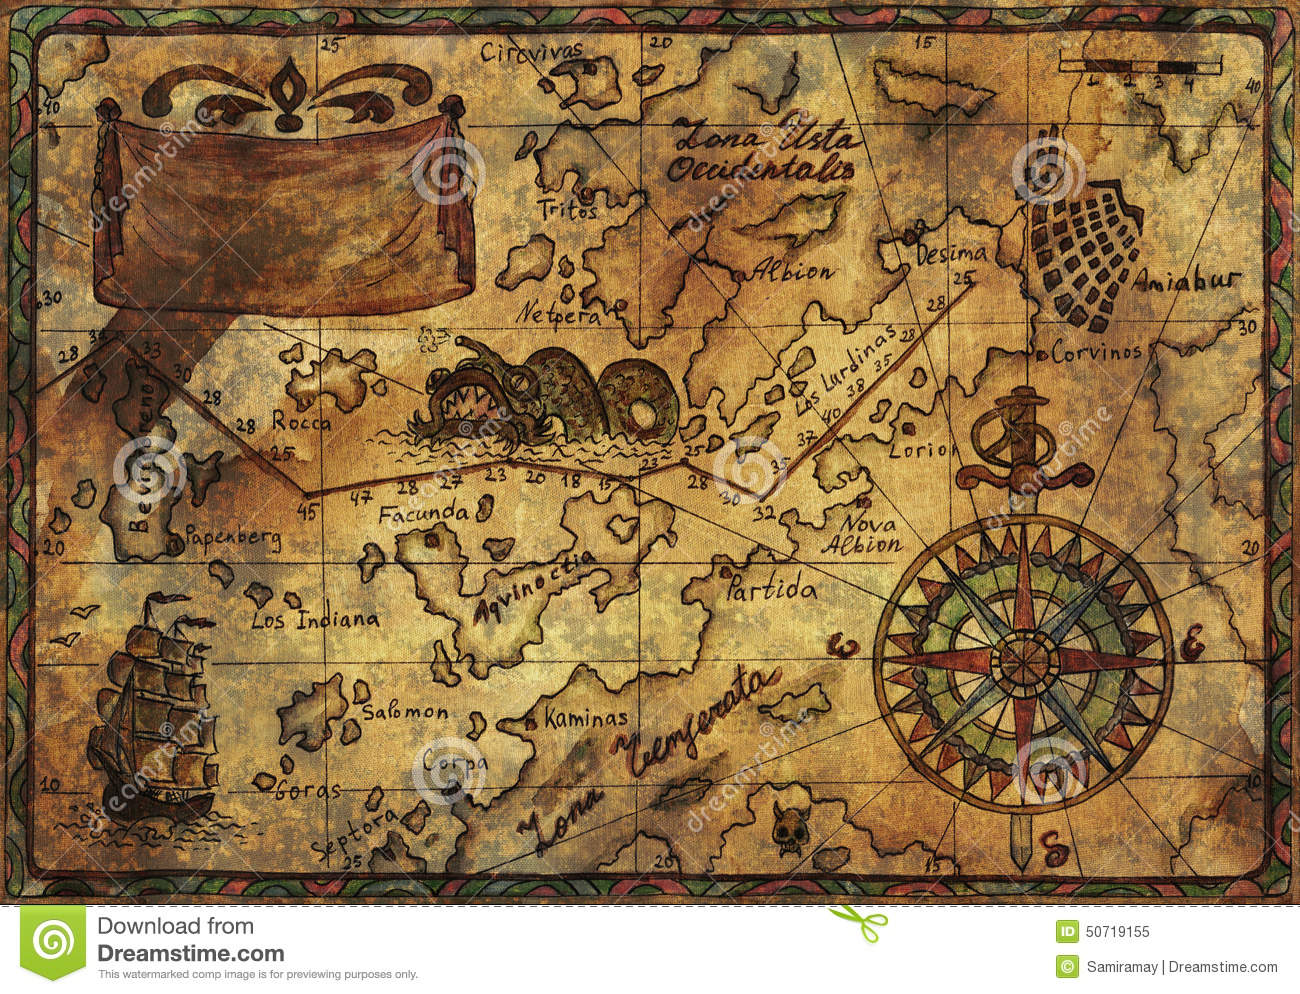 25
20
15
Circvivas
1 2 3 4
40
40
Zona Usta
Occidentalis
Tritos
Desima
Albion
25
Amiabur
30
28
Netpera
30
34
28
33
28
Corvinos
30
Los Lurdinas
35
38
28
40
Rocca
28
37
Lorion
25
Beviktereno
23
25
35
28
27
23
20
18
15
28
30
47
45
32
Facunda
Nova
Albion
Papenberg
20
20
Aqvinoctia
Partida
Los Indiana
W
E
Salomon
Kaminas
Zona Temperata
Corpa
10
Goras
10
Septora
25
20
15
S
dreamstime
Download from
Dreamstime.com
This watermarked comp image is for previewing purposes only.
ID 50719155
© Samiramay | Dreamstime.com